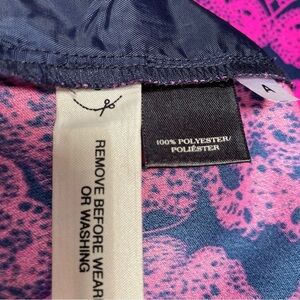 100% POLYESTER/
POLIÉSTER
A
REMOVE BEFORE WEAR
OR WASHING